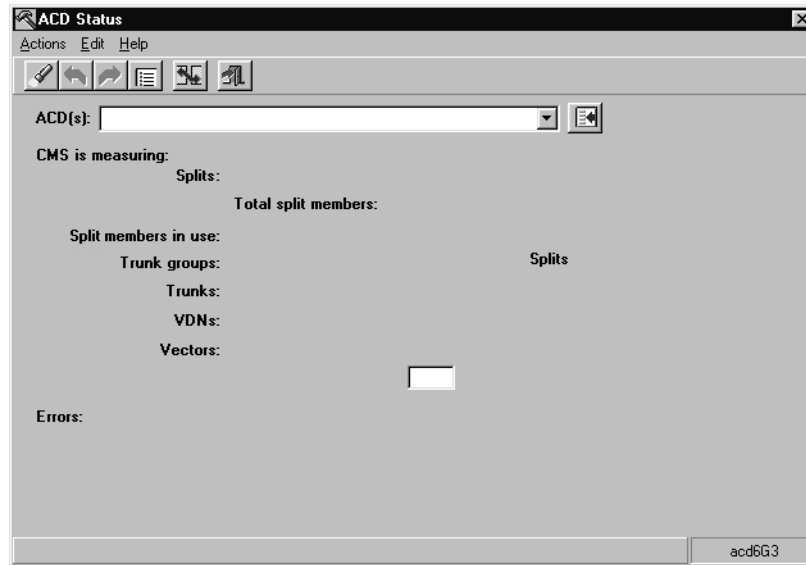 ACD Status
Actions Edit Help
ACD(s):
CMS is measuring:
Splits:
Total split members:
Split members in use:
Trunk groups:
Splits
Trunks:
VDNs:
Vectors:
Errors:
acd6G3